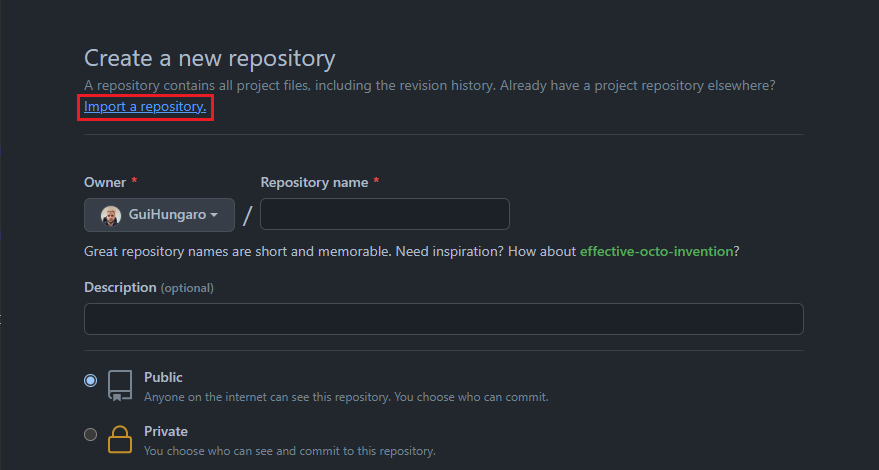 Create a new repository
A repository contains all project files, including the revision history. Already have a project repository elsewhere?
Import a repository.
Owner * Repository name *
GuiHungaro /
Great repository names are short and memorable. Need inspiration? How about effective-octo-invention?
Description (optional)
Public
Anyone on the internet can see this repository. You choose who can commit.
Private
You choose who can see and commit to this repository.